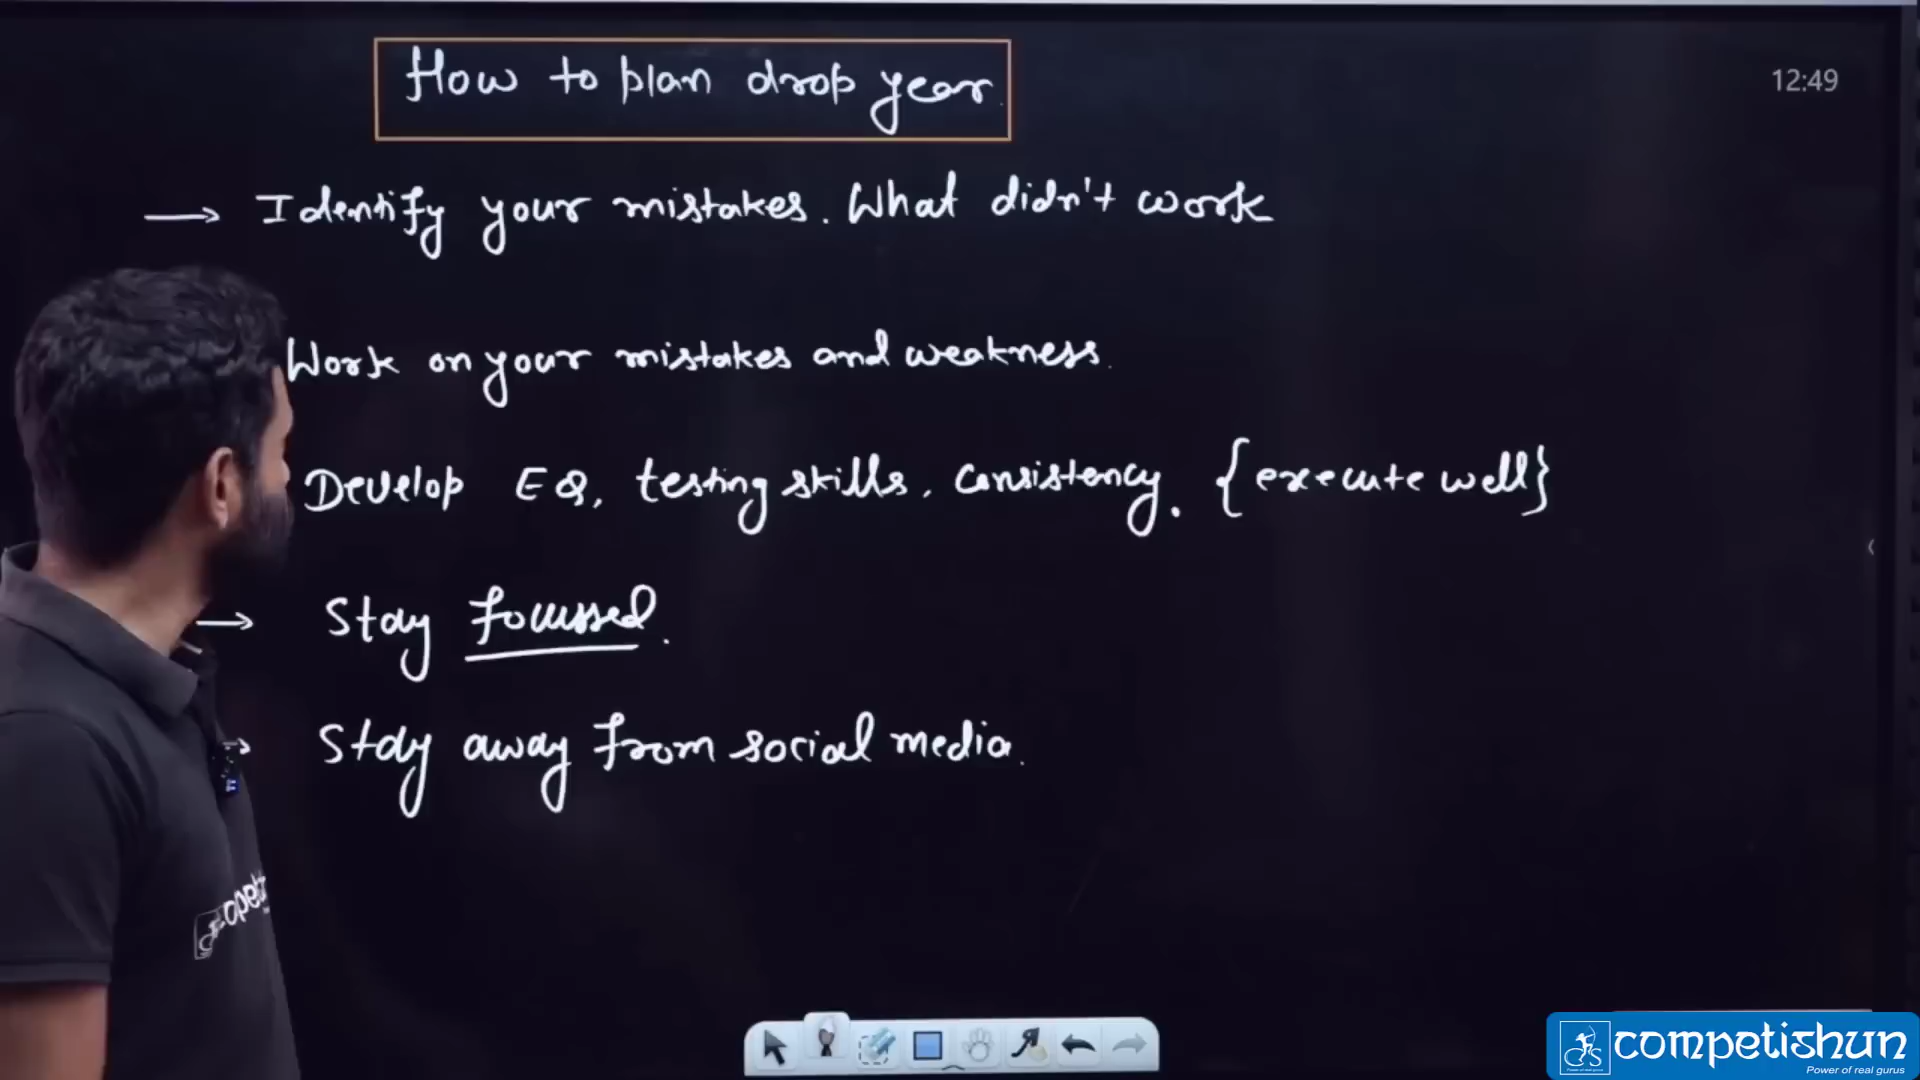 How to plan drop year.
12:49
→ Identify your mistakes. What didn't work
Work on your mistakes and weakness.
Develop EQ, testing skills, consistency. {execute well}
→ Stay focussed.
→ Stay away from social media.
competishun
Power of real gurus